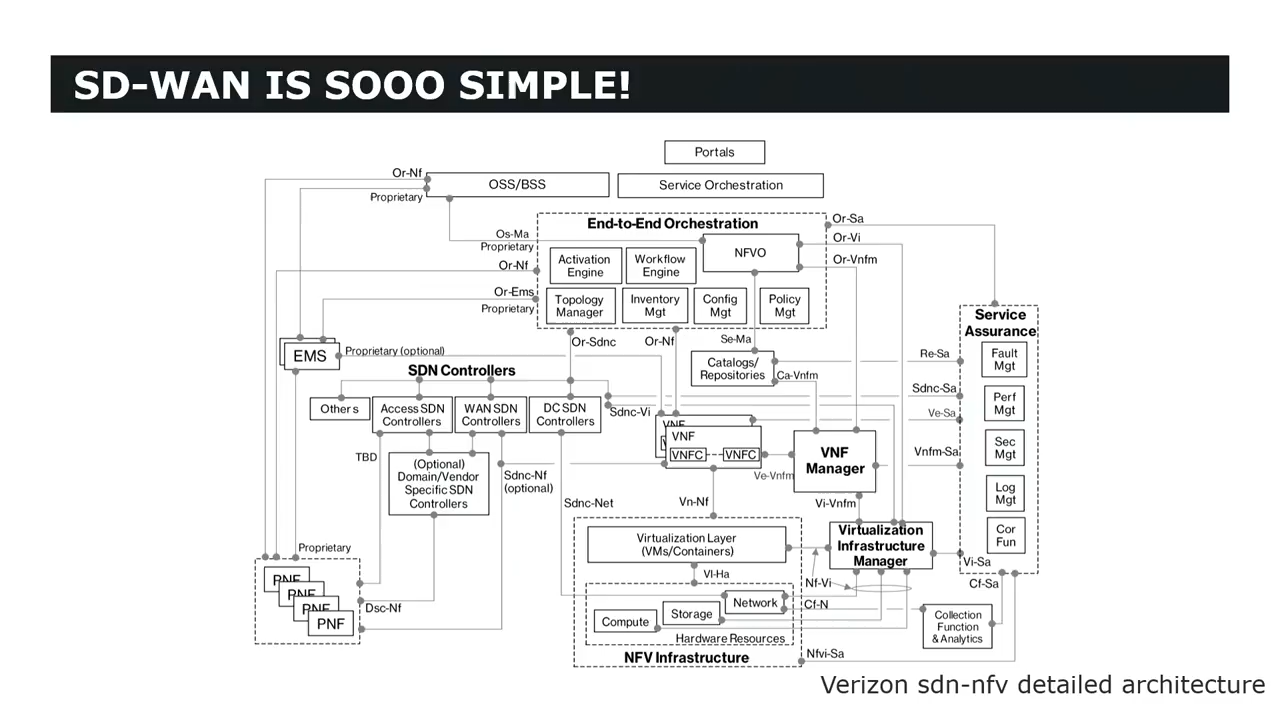 SD-WAN IS SOOO SIMPLE!
Portals
Or-Nf
OSS/BSS
Service Orchestration
Proprietary
Or-Sa
End-to-End Orchestration
Os-Ma
Proprietary
NFVO
Or-Vi
Or-Vnfm
Or-Nf
Activation
Engine
Workflow
Engine
Or-Ems
Proprietary
Topology
Manager
Inventory
Mgt
Config
Mgt
Policy
Mgt
Service
Assurance
Or-Sdnc
Or-Nf
Se-Ma
EMS
Proprietary (optional)
Catalogs/
Repositories
Ca-Vnfm
Re-Sa
Fault
Mgt
SDN Controllers
Others
Access SDN
Controllers
WAN SDN
Controllers
DC SDN
Controllers
Sdnc-Vi
Sdnc-Sa
Ve-Sa
Perf
Mgt
VNF
VNF
VNFC
VNFC
VNF
Manager
Vnfm-Sa
Sec
Mgt
TBD
(Optional)
Domain/Vendor
Specific SDN
Controllers
Sdnc-Nf
(optional)
Ve-Vnfm
Sdnc-Net
Vn-Nf
Vi-Vnfm
Log
Mgt
Virtualization Layer
(VMs/Containers)
Virtualization
Infrastructure
Manager
Cor
Fun
Proprietary
Vi-Sa
VI-Ha
Nf-Vi
Cf-Sa
PNF
PNF
PNF
PNF
Dsc-Nf
Network
Cf-N
Storage
Compute
Hardware Resources
Collection
Function
& Analytics
NFV Infrastructure
Nfvi-Sa
Verizon sdn-nfv detailed architecture